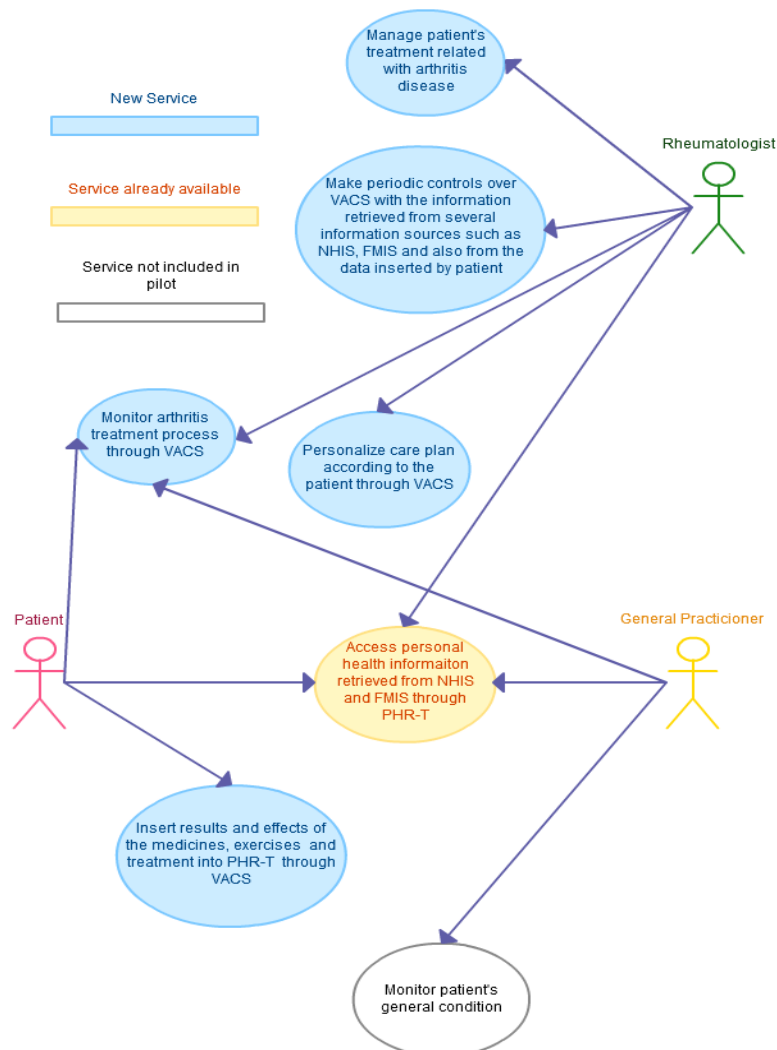 Manage patient's
treatment related
with arthritis
disease
New Service
Rheumatologist
Service already available
Make periodic controls over
VACS with the information
retrieved from several
information sources such as
NHIS, FMIS and also from the
data inserted by patient
Service not included in
pilot
Monitor arthritis
treatment process
through VACS
Personalize care plan
according to the
patient through VACS
Patient
General Practicioner
Access personal
health informaiton
retrieved from NHIS
and FMIS through
PHR-T
Insert results and effects of
the medicines, exercises and
treatment into PHR-T through
VACS
Monitor patient's
general condition